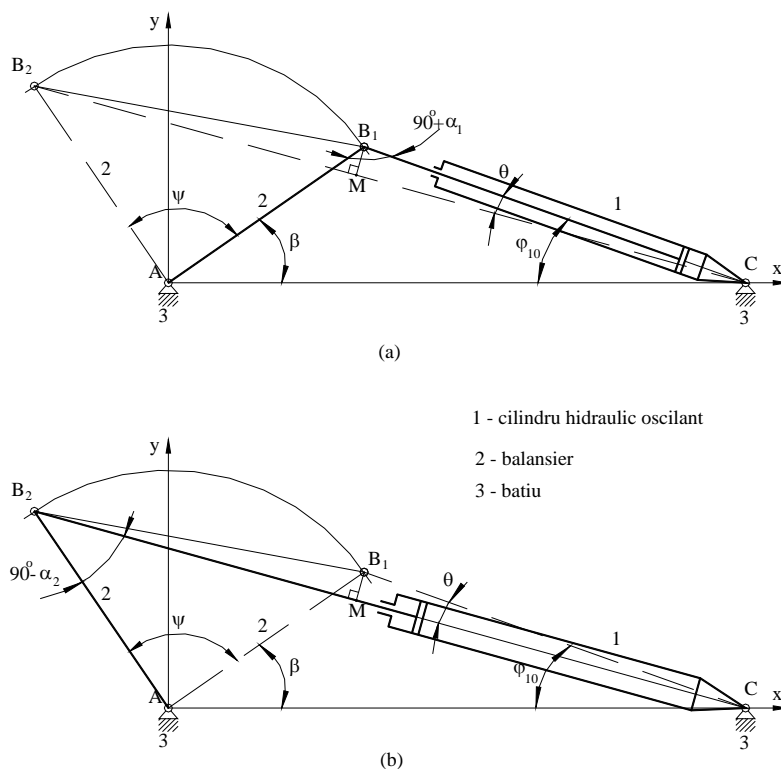 y
B2
B1
90°+α1
M
θ
1
2
ψ
2
β
φ10
A
C
x
3
3
(a)
1 - cilindru hidraulic oscilant
2 - balansier
3 - batiu
y
B2
B1
90°-α2
M
θ
1
2
ψ
2
β
φ10
A
C
x
3
3
(b)